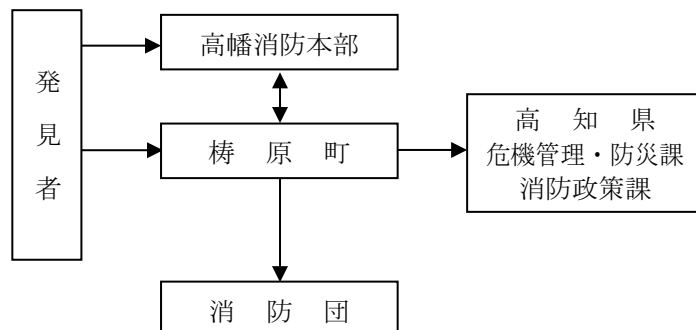 高幡消防本部
発見者
梼原町
高知県
危機管理・防災課
消防政策課
消防団